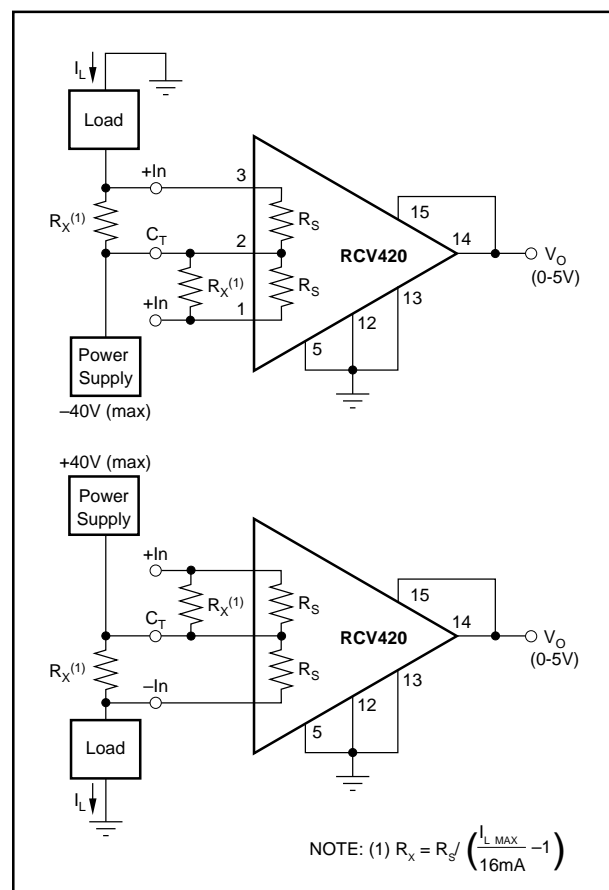 I_L
Load
+In
3
R_X^(1)
R_S
15
C_T
2
RCV420
14
V_O
(0-5V)
R_X^(1)
R_S
13
+In
1
12
5
Power
Supply
–40V (max)
+40V (max)
Power
Supply
+In
15
R_X^(1)
R_S
C_T
RCV420
14
V_O
(0-5V)
R_X^(1)
R_S
13
–In
12
5
Load
I_L
NOTE: (1) R_X = R_S/ (I_L MAX / 16mA –1)